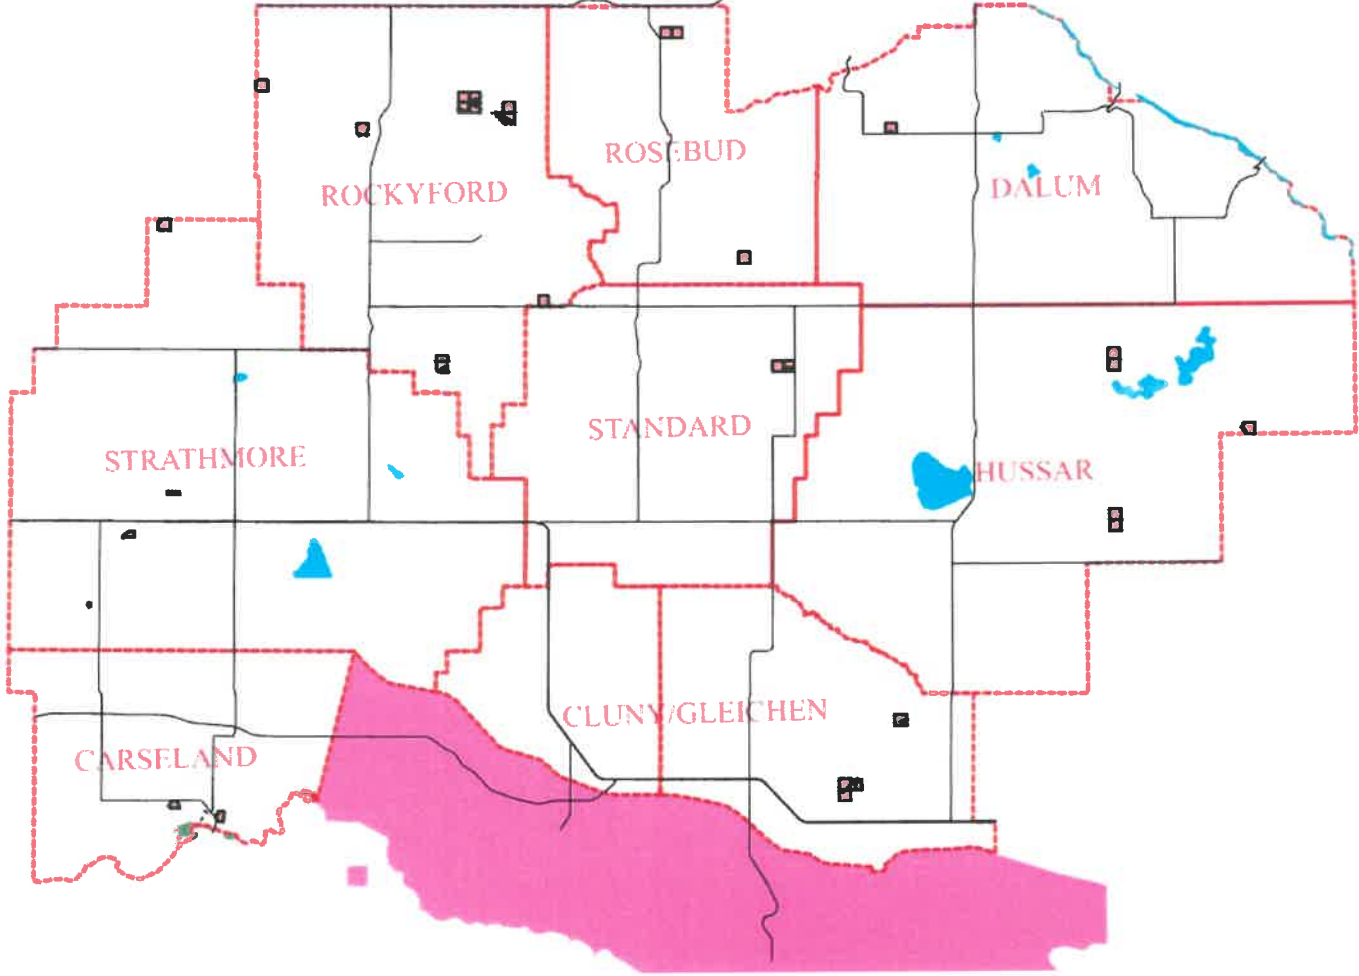 ROSEBUD
ROCKYFORD
DALUM
STANDARD
STRATHMORE
HUSSAR
CLUNY/GLEICHEN
CARSELAND